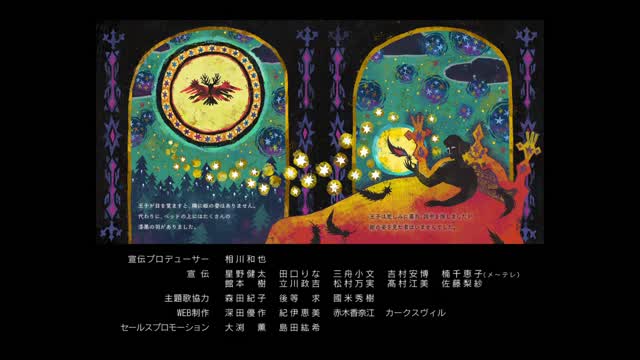 王子が目を覚ますと、隣に姫の姿はありません。
代わりに、ベッドの上にはたくさんの
漆黒の羽がありました。
宣伝プロデューサー 相川和也
宣伝 星野健太 田口りな 三舟小文 吉村安博 楠千恵子(メ〜テレ)
館本 樹 立川政吉 松村万実 髙村江美 佐藤梨紗
主題歌協力 森田紀子 後等 求 國米秀樹
WEB制作 深田優作 紀伊恵美 赤木香奈江 カークスヴィル
セールスプロモーション 大渕 薫 島田紘希